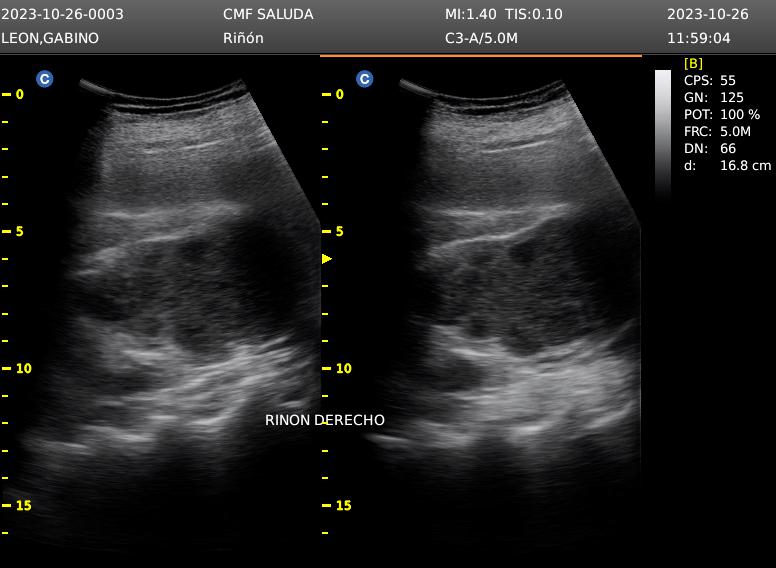 2023-10-26-0003 CMF SALUDA MI:1.40 TIS:0.10 2023-10-26
LEON,GABINO Riñón C3-A/5.0M 11:59:04
C C [B]
CPS: 55
GN: 125
POT: 100 %
FRC: 5.0M
DN: 66
d: 16.8 cm
0 0
5 5
10 10
RINON DERECHO
15 15